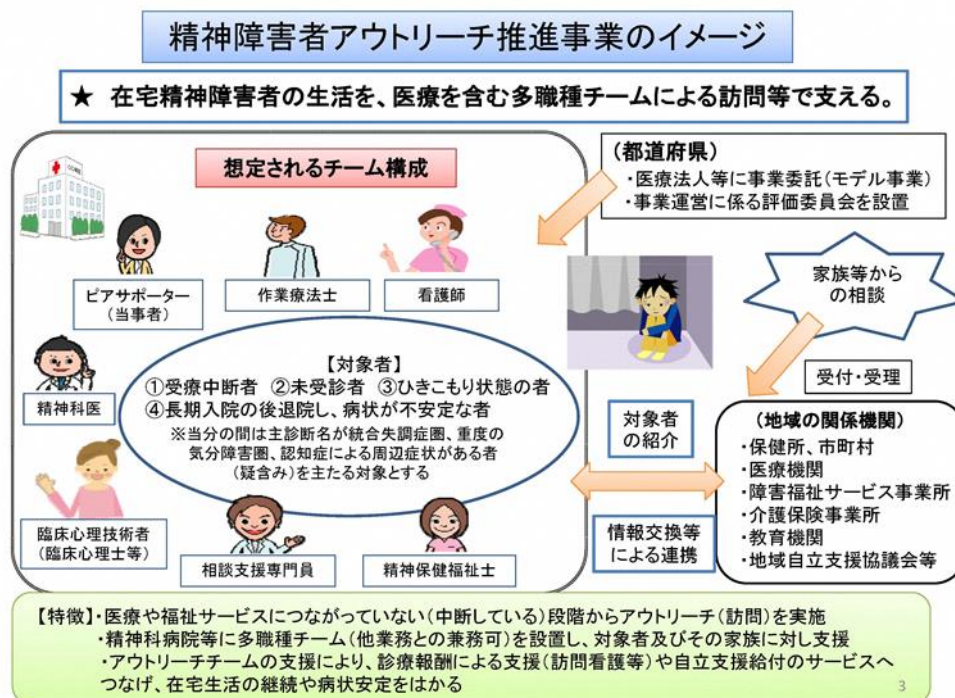 精神障害者アウトリーチ推進事業のイメージ
★ 在宅精神障害者の生活を、医療を含む多職種チームによる訪問等で支える。
想定されるチーム構成
ピアサポーター
(当事者)
作業療法士
看護師
精神科医
臨床心理技術者
(臨床心理士等)
相談支援専門員
精神保健福祉士
【対象者】
①受療中断者 ②未受診者 ③ひきこもり状態の者
④長期入院の後退院し、病状が不安定な者
※当分の間は主診断名が統合失調症圏、重度の
気分障害圏、認知症による周辺症状がある者
(疑含み)を主たる対象とする
(都道府県)
・医療法人等に事業委託(モデル事業)
・事業運営に係る評価委員会を設置
家族等から
の相談
受付・受理
対象者
の紹介
情報交換等
による連携
(地域の関係機関)
・保健所、市町村
・医療機関
・障害福祉サービス事業所
・介護保険事業所
・教育機関
・地域自立支援協議会等
【特徴】・医療や福祉サービスにつながっていない(中断している)段階からアウトリーチ(訪問)を実施
・精神科病院等に多職種チーム(他業務との兼務可)を設置し、対象者及びその家族に対し支援
・アウトリーチチームの支援により、診療報酬による支援(訪問看護等)や自立支援給付のサービスへ
つなげ、在宅生活の継続や病状安定をはかる
3